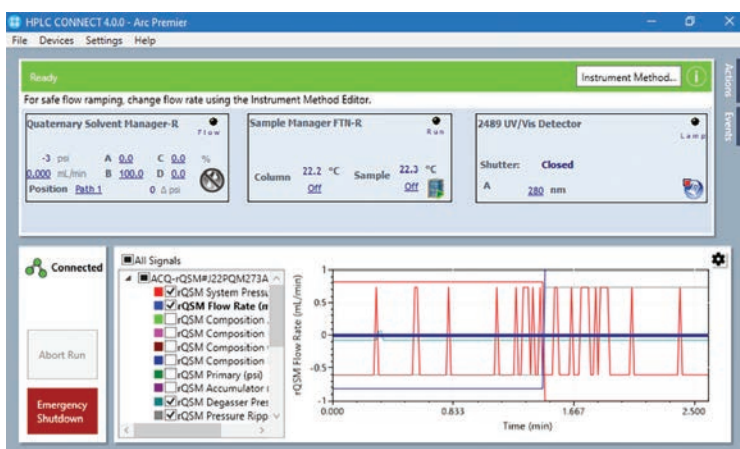 HPLC CONNECT 4.0.0 - Arc Premier
File Devices Settings Help
Ready
Instrument Method...
Actions
Events
For safe flow ramping, change flow rate using the Instrument Method Editor.
Quaternary Solvent Manager-R
Flow
-3 psi A 0.0 C 0.0 %
0.000 mL/min B 100.0 D 0.0
Position Path 1 0 Δ psi
Sample Manager FTN-R
Run
Column 22.2 °C Sample 22.3 °C
Off Off
2489 UV/Vis Detector
Lamp
Shutter: Closed
A 280 nm
Connected
Abort Run
Emergency
Shutdown
All Signals
ACQ-rQSM#J22PQM273A
rQSM System Pressu
rQSM Flow Rate (n
rQSM Composition
rQSM Composition
rQSM Composition
rQSM Composition
rQSM Primary (psi)
rQSM Accumulator
rQSM Degasser Pres
rQSM Pressure Ripp
rQSM Flow Rate (mL/min)
1
0.5
0
-0.5
-1
0.000 0.833 1.667 2.500
Time (min)